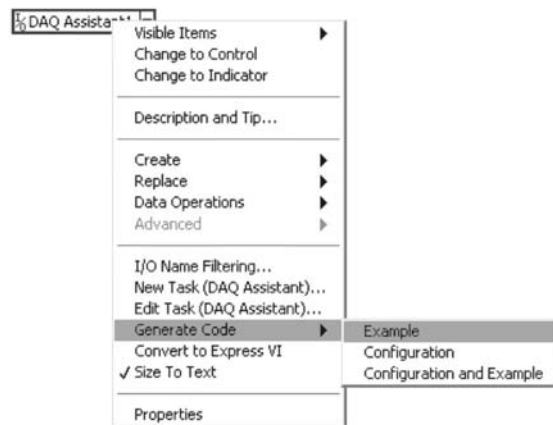 I/O DAQ Assistant1
Visible Items
Change to Control
Change to Indicator
Description and Tip...
Create
Replace
Data Operations
Advanced
I/O Name Filtering...
New Task (DAQ Assistant)...
Edit Task (DAQ Assistant)...
Generate Code
Convert to Express VI
✓ Size To Text
Properties
Example
Configuration
Configuration and Example